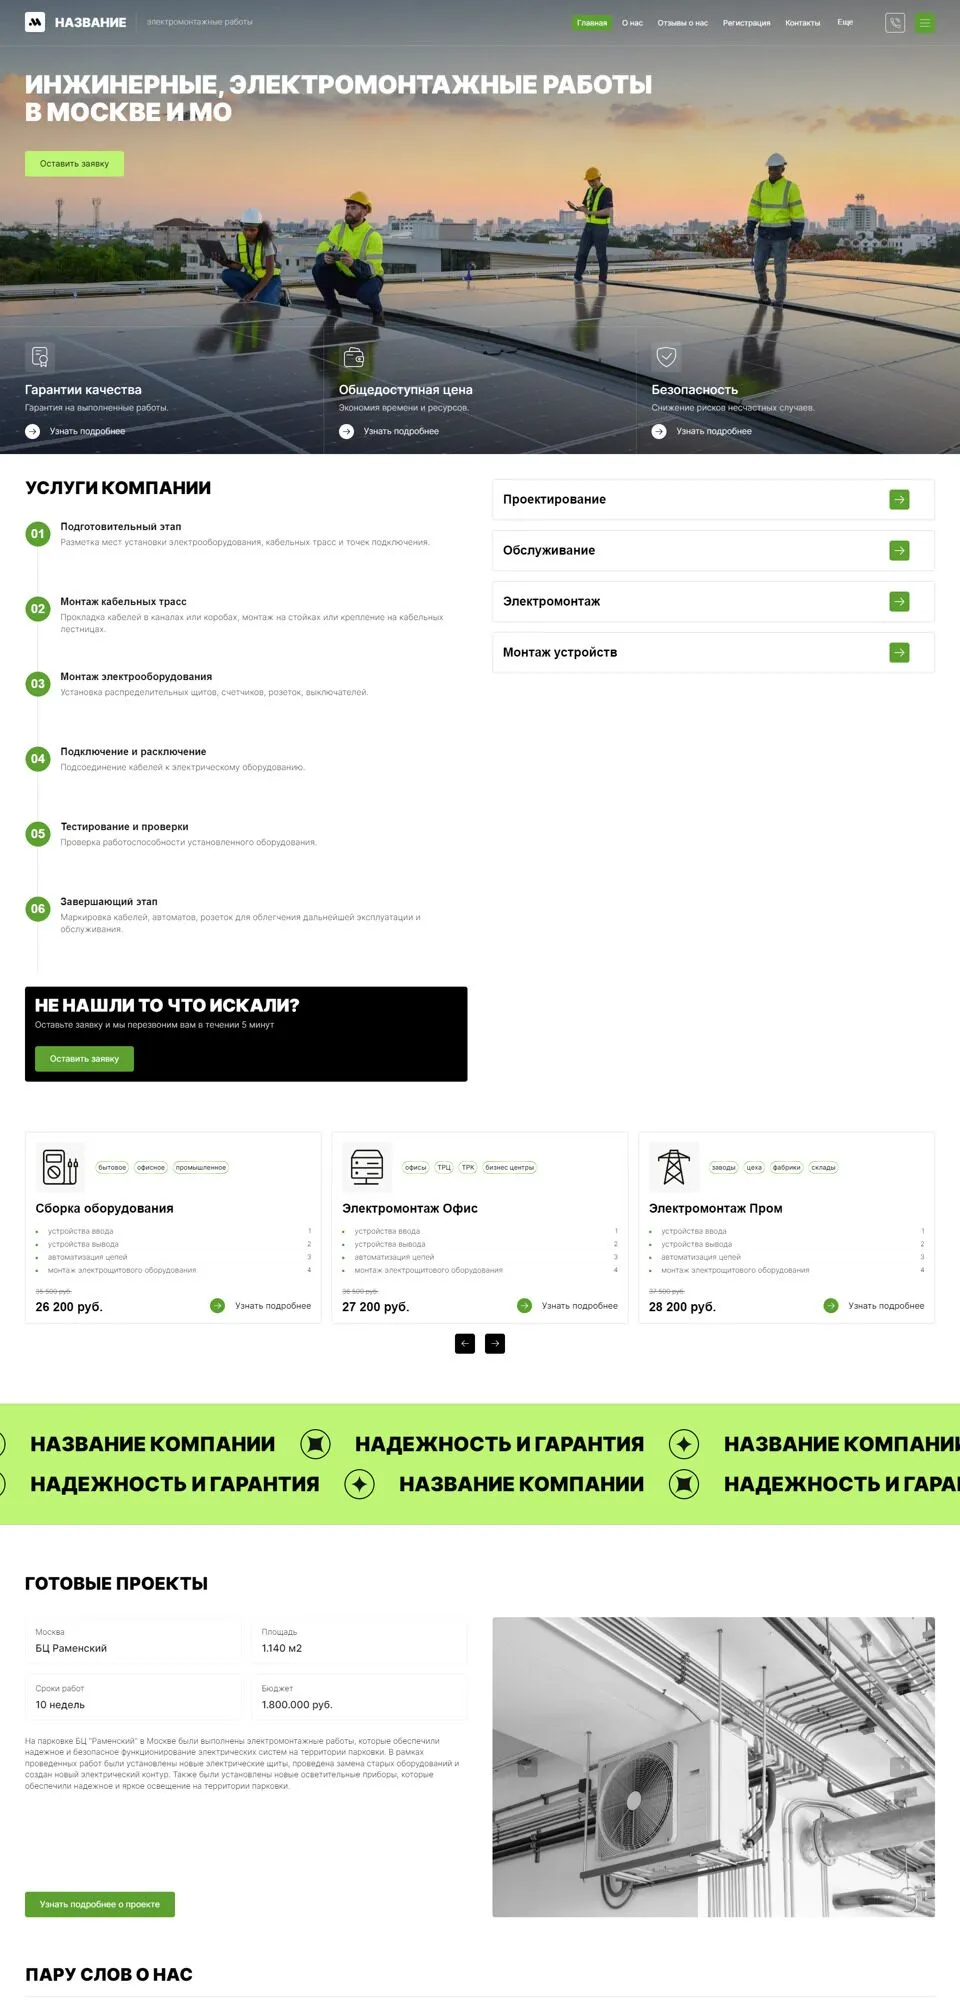 НАЗВАНИЕ
электромонтажные работы
Главная О нас Отзывы о нас Регистрация Контакты Еще
ИНЖИНЕРНЫЕ, ЭЛЕКТРОМОНТАЖНЫЕ РАБОТЫ
В МОСКВЕ И МО
Оставить заявку
Гарантии качества
Гарантия на выполненные работы.
Узнать подробнее
Общедоступная цена
Экономия времени и ресурсов.
Узнать подробнее
Безопасность
Снижение рисков несчастных случаев.
Узнать подробнее
УСЛУГИ КОМПАНИИ
01
Подготовительный этап
Разметка мест установки электрооборудования, кабельных трасс и точек подключения.
02
Монтаж кабельных трасс
Прокладка кабелей в каналах или коробах, монтаж на стойках или крепление на кабельных
лестницах.
03
Монтаж электрооборудования
Установка распределительных щитов, счетчиков, розеток, выключателей.
04
Подключение и расключение
Подсоединение кабелей к электрическому оборудованию.
05
Тестирование и проверки
Проверка работоспособности установленного оборудования.
06
Завершающий этап
Маркировка кабелей, автоматов, розеток для облегчения дальнейшей эксплуатации и
обслуживания.
Проектирование
Обслуживание
Электромонтаж
Монтаж устройств
НЕ НАШЛИ ТО ЧТО ИСКАЛИ?
Оставьте заявку и мы перезвоним вам в течении 5 минут
Оставить заявку
бытовое офисное промышленное
Сборка оборудования
устройства ввода 1
устройства вывода 2
автоматизация цепей 3
монтаж электрощитового оборудования 4
35 500 руб.
26 200 руб.
Узнать подробнее
офисы ТРЦ ТРК бизнес центры
Электромонтаж Офис
устройства ввода 1
устройства вывода 2
автоматизация цепей 3
монтаж электрощитового оборудования 4
36 500 руб.
27 200 руб.
Узнать подробнее
заводы цеха фабрики склады
Электромонтаж Пром
устройства ввода 1
устройства вывода 2
автоматизация цепей 3
монтаж электрощитового оборудования 4
37 500 руб.
28 200 руб.
Узнать подробнее
НАЗВАНИЕ КОМПАНИИ НАДЕЖНОСТЬ И ГАРАНТИЯ НАЗВАНИЕ КОМПАНИИ
НАДЕЖНОСТЬ И ГАРАНТИЯ НАЗВАНИЕ КОМПАНИИ НАДЕЖНОСТЬ И ГАРА
ГОТОВЫЕ ПРОЕКТЫ
Москва
БЦ Раменский
Площадь
1.140 м2
Сроки работ
10 недель
Бюджет
1.800.000 руб.
На парковке БЦ "Раменский" в Москве были выполнены электромонтажные работы, которые обеспечили
надежное и безопасное функционирование электрических систем на территории парковки. В рамках
проведенных работ были установлены новые электрические щиты, проведена замена старых оборудований и
создан новый электрический контур. Также были установлены новые осветительные приборы, которые
обеспечили надежное и яркое освещение на территории парковки.
Узнать подробнее о проекте
ПАРУ СЛОВ О НАС